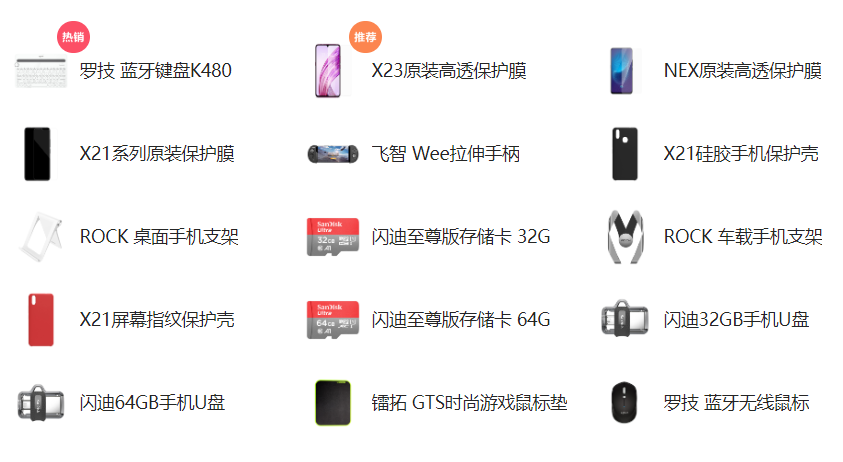 热销
罗技 蓝牙键盘K480
推荐
X23原装高透保护膜
NEX原装高透保护膜
X21系列原装保护膜
飞智 Wee拉伸手柄
X21硅胶手机保护壳
ROCK 桌面手机支架
SanDisk
Ultra
32GB
A1
闪迪至尊版存储卡 32G
ROCK 车载手机支架
X21屏幕指纹保护壳
SanDisk
Ultra
64GB
A1
闪迪至尊版存储卡 64G
闪迪32GB手机U盘
闪迪64GB手机U盘
镭拓 GTS时尚游戏鼠标垫
罗技 蓝牙无线鼠标